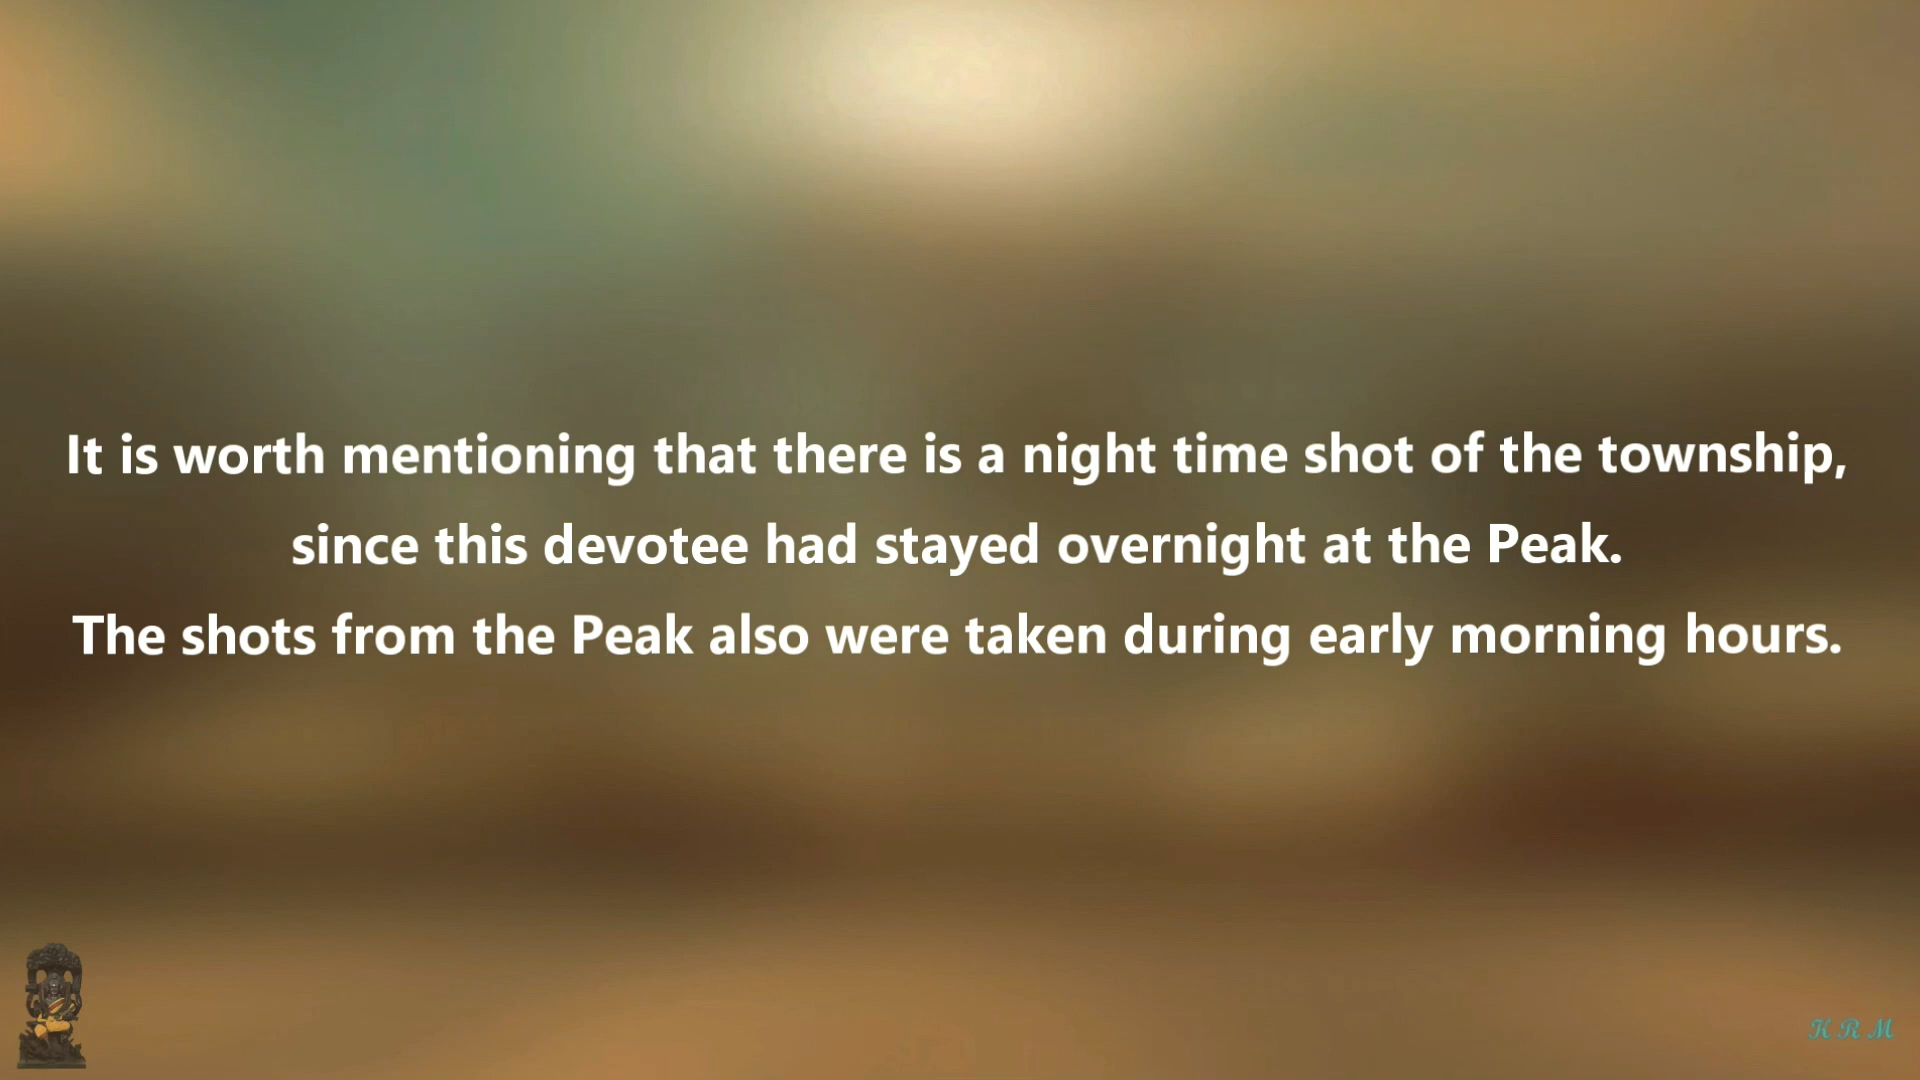 It is worth mentioning that there is a night time shot of the township,
since this devotee had stayed overnight at the Peak.
The shots from the Peak also were taken during early morning hours.
K R M